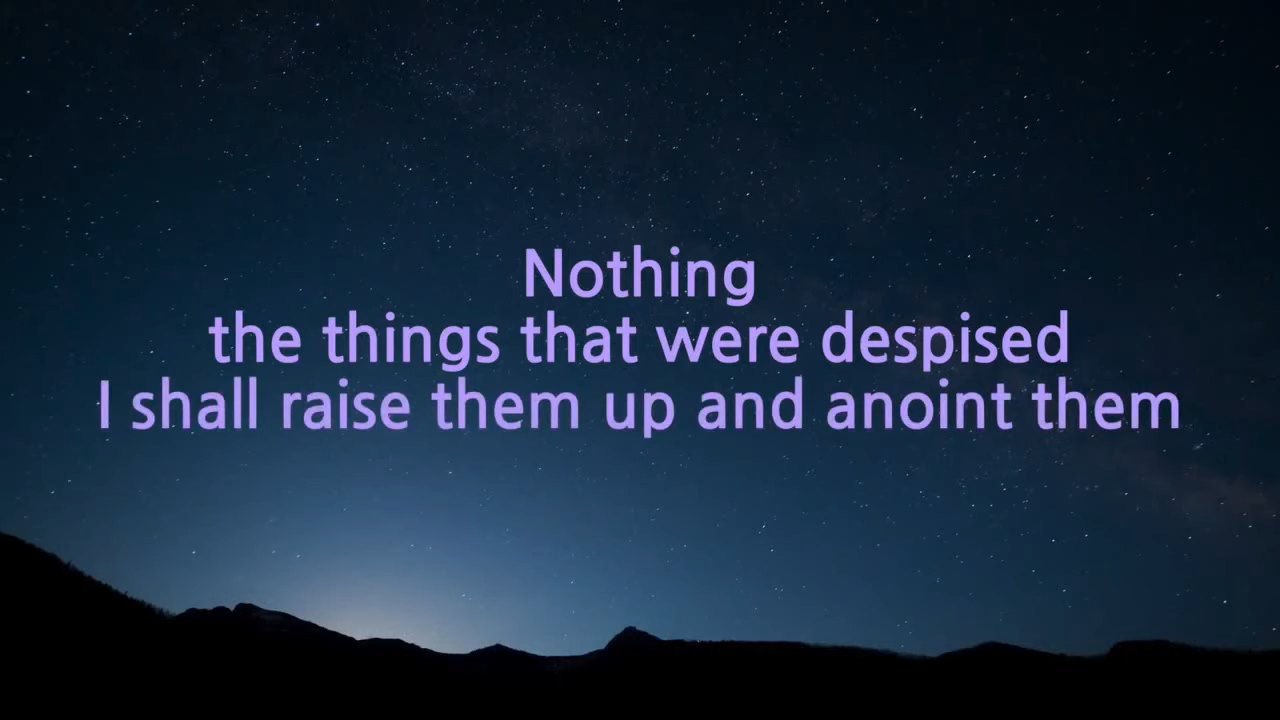 Nothing
the things that were despised
I shall raise them up and anoint them